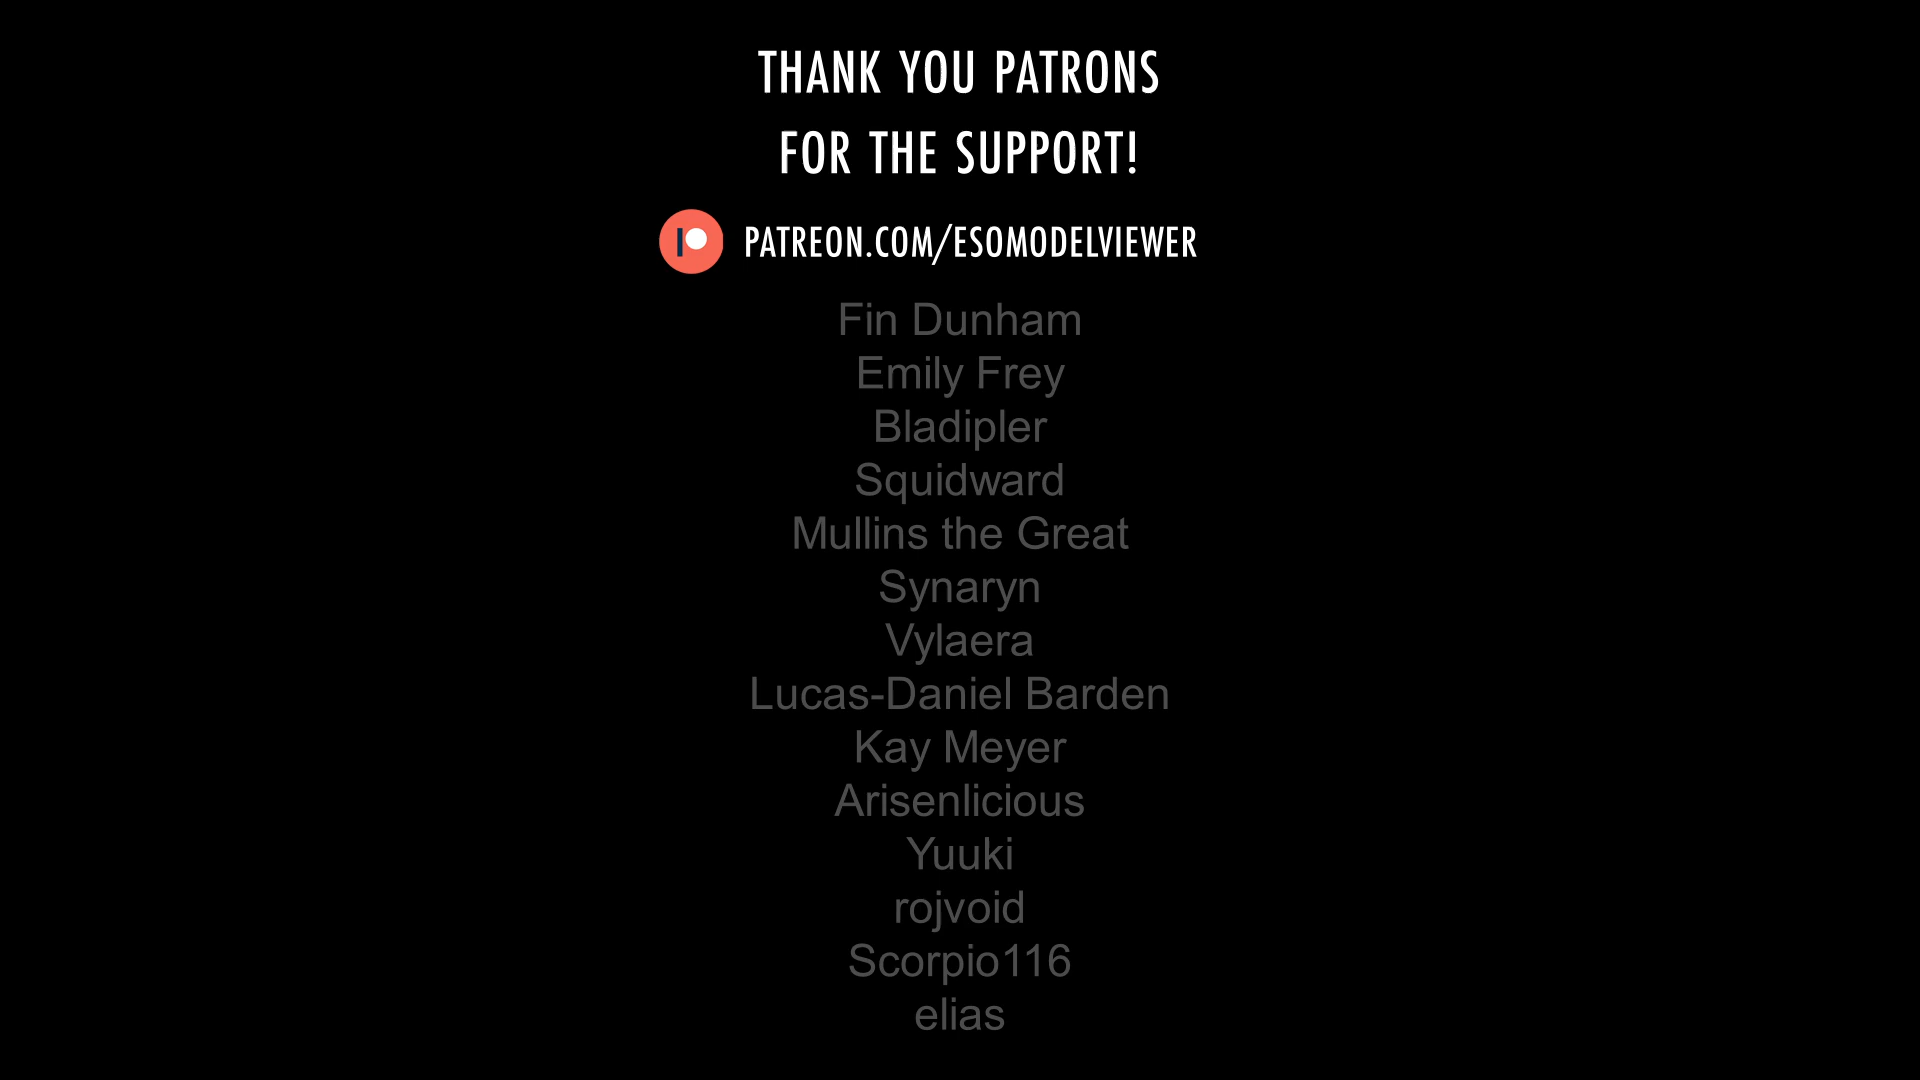 THANK YOU PATRONS
FOR THE SUPPORT!
PATREON.COM/ESOMODELVIEWER
Fin Dunham
Emily Frey
Bladipler
Squidward
Mullins the Great
Synaryn
Vylaera
Lucas-Daniel Barden
Kay Meyer
Arisenlicious
Yuuki
rojvoid
Scorpio116
elias